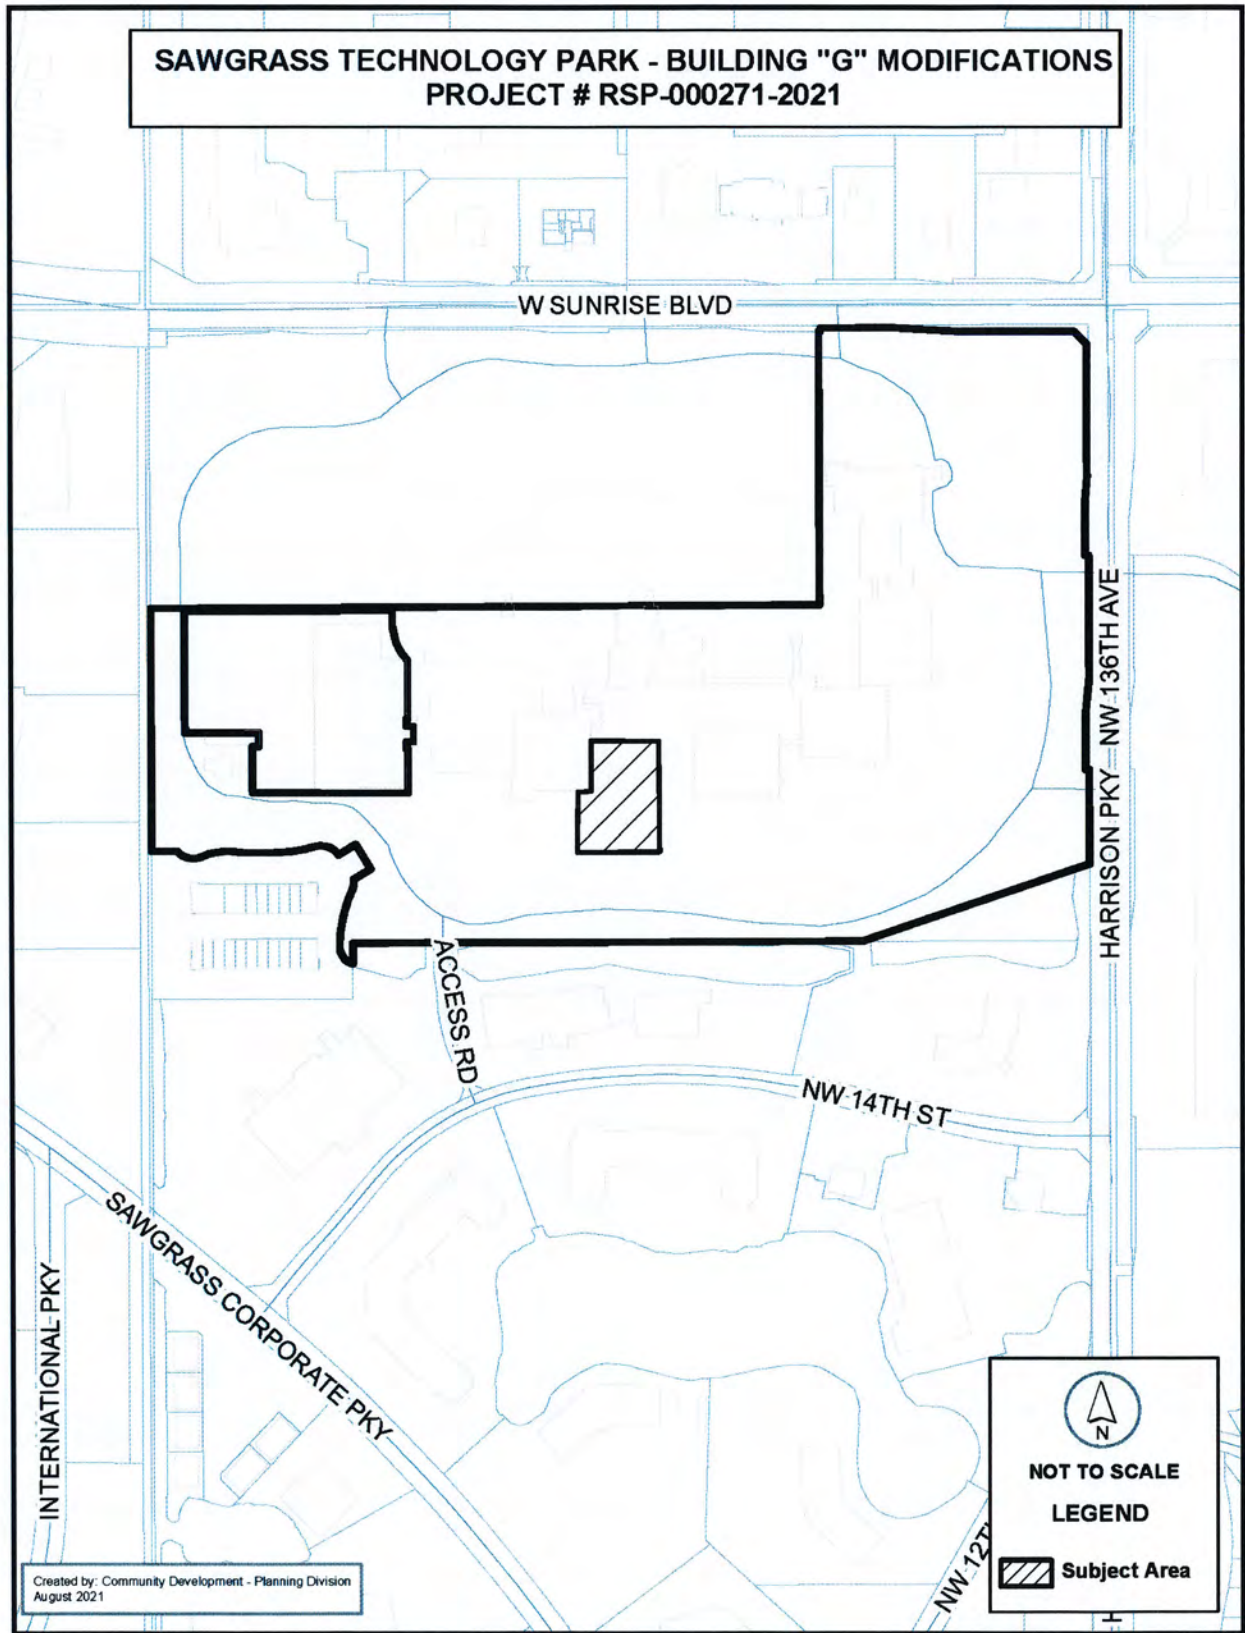 SAWGRASS TECHNOLOGY PARK - BUILDING "G" MODIFICATIONS
PROJECT # RSP-000271-2021
W SUNRISE BLVD
HARRISON PKY
NW 136TH AVE
ACCESS RD
NW 14TH ST
SAWGRASS CORPORATE PKY
INTERNATIONAL PKY
N
NOT TO SCALE
LEGEND
Subject Area
Created by: Community Development - Planning Division
August 2021